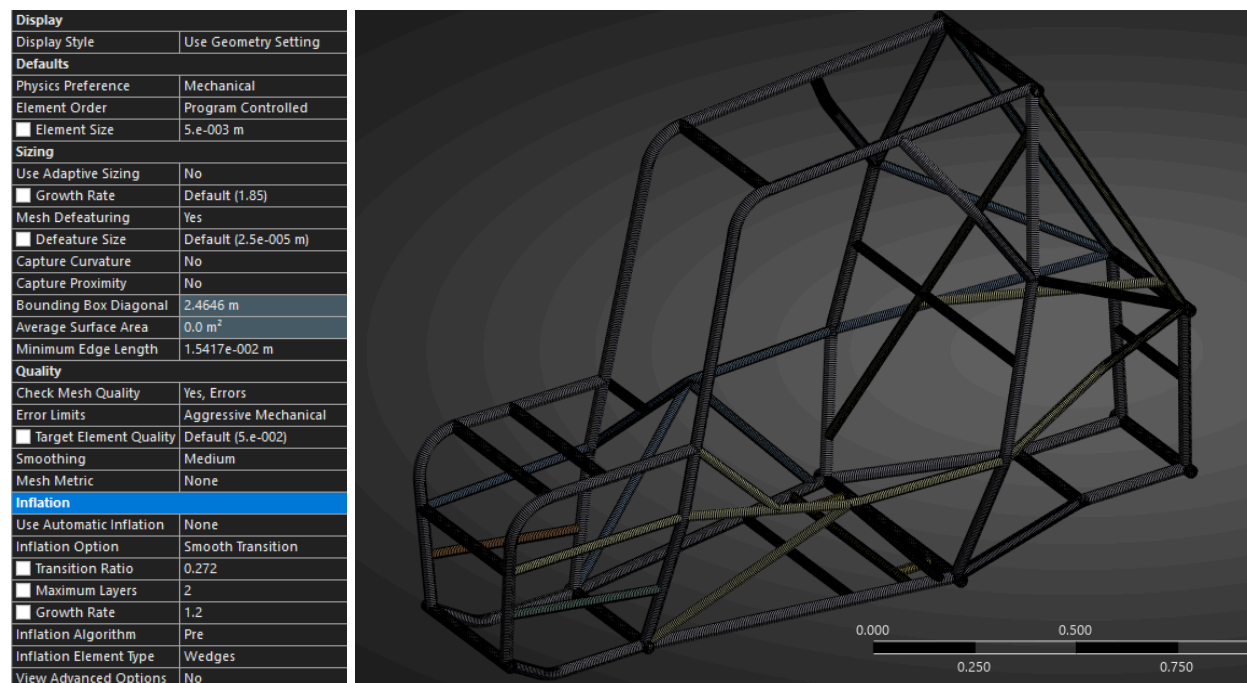 Display
Display Style Use Geometry Setting
Defaults
Physics Preference Mechanical
Element Order Program Controlled
Element Size 5.e-003 m
Sizing
Use Adaptive Sizing No
Growth Rate Default (1.85)
Mesh Defeaturing Yes
Defeature Size Default (2.5e-005 m)
Capture Curvature No
Capture Proximity No
Bounding Box Diagonal 2.4646 m
Average Surface Area 0.0 m²
Minimum Edge Length 1.5417e-002 m
Quality
Check Mesh Quality Yes, Errors
Error Limits Aggressive Mechanical
Target Element Quality Default (5.e-002)
Smoothing Medium
Mesh Metric None
Inflation
Use Automatic Inflation None
Inflation Option Smooth Transition
Transition Ratio 0.272
Maximum Layers 2
Growth Rate 1.2
Inflation Algorithm Pre
Inflation Element Type Wedges
View Advanced Options No
0.000 0.500
0.250 0.750